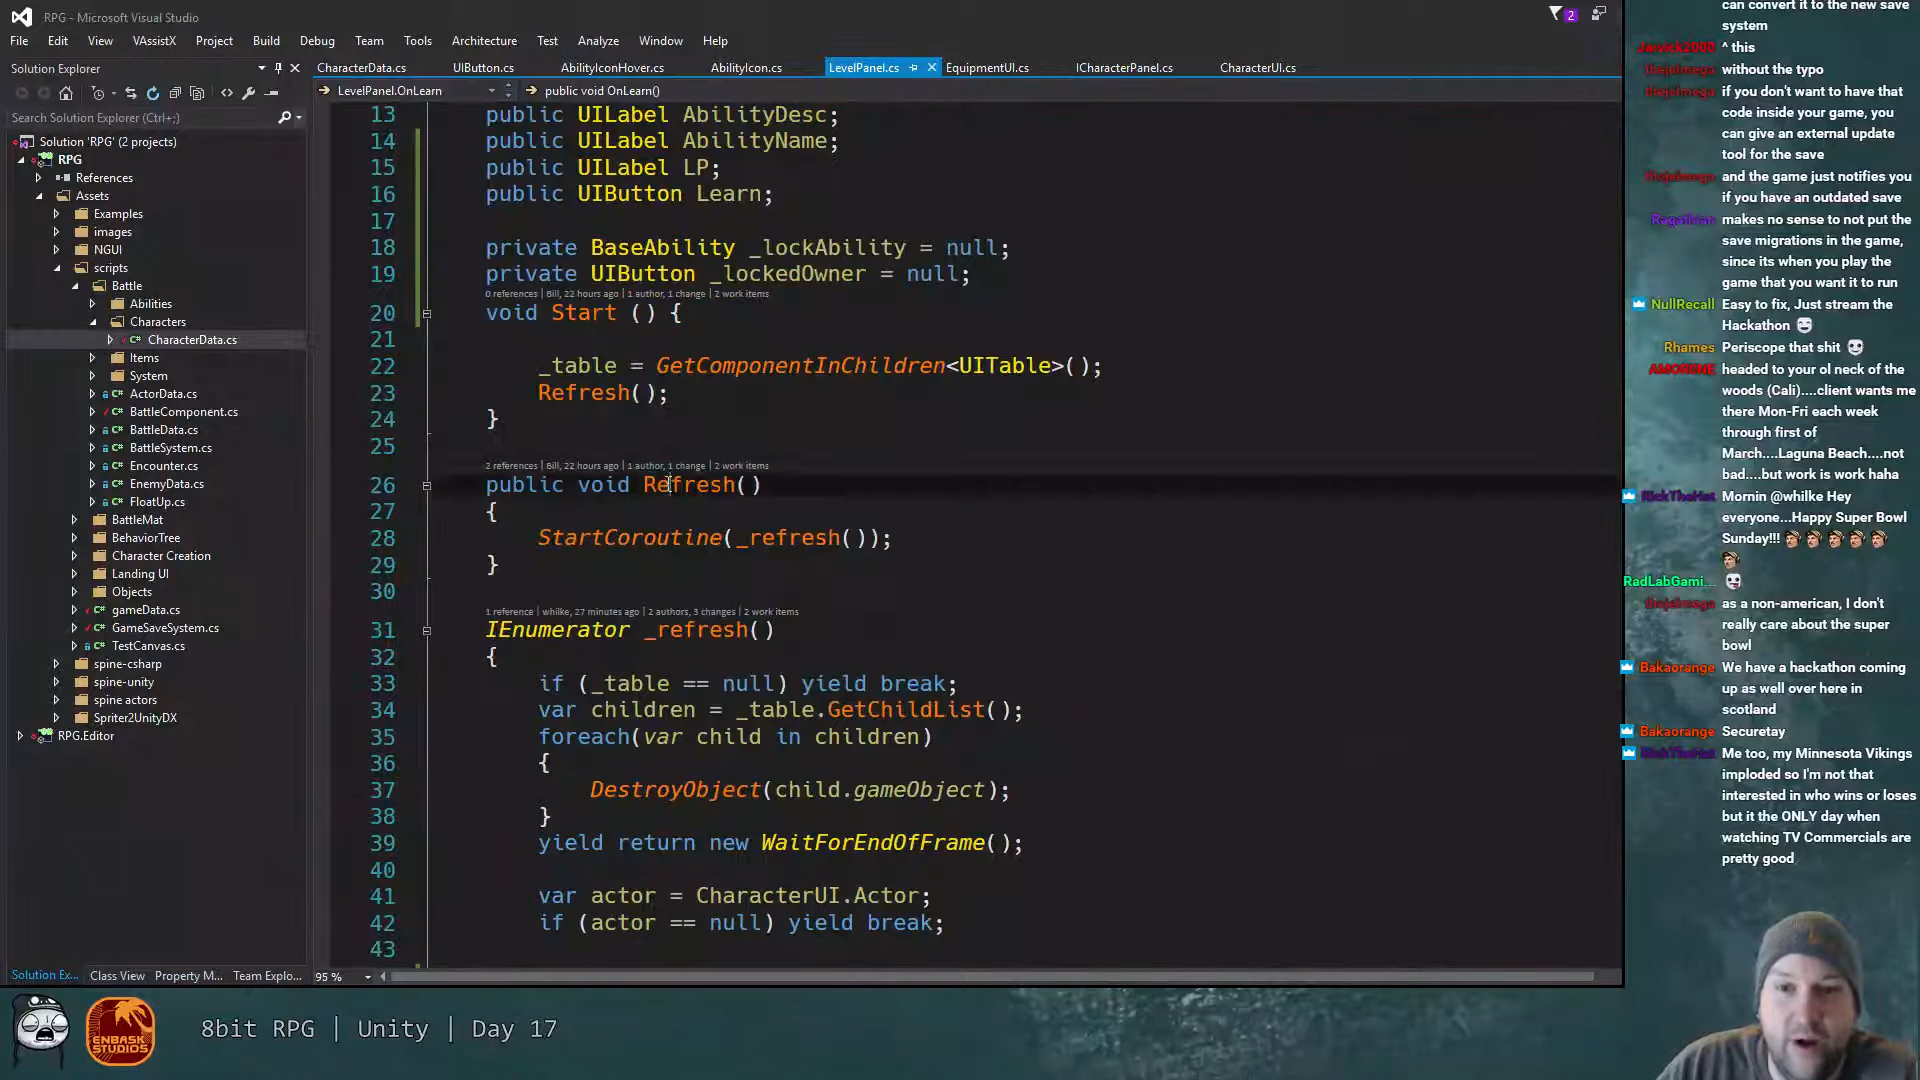 RPG - Microsoft Visual Studio
2
File Edit View VAssistX Project Build Debug Team Tools Architecture Test Analyze Window Help
Solution Explorer
Search Solution Explorer (Ctrl+;)
Solution 'RPG' (2 projects)
RPG
References
Assets
Examples
images
NGUI
scripts
Battle
Abilities
Characters
CharacterData.cs
Items
System
ActorData.cs
BattleComponent.cs
BattleData.cs
BattleSystem.cs
Encounter.cs
EnemyData.cs
FloatUp.cs
BattleMat
BehaviorTree
Character Creation
Landing UI
Objects
gameData.cs
GameSaveSystem.cs
TestCanvas.cs
spine-csharp
spine-unity
spine actors
Spriter2UnityDX
RPG.Editor
Solution Ex... Class View Property M... Team Explo...
CharacterData.cs UIButton.cs AbilityIconHover.cs AbilityIcon.cs LevelPanel.cs EquipmentUI.cs ICharacterPanel.cs CharacterUI.cs
LevelPanel.OnLearn public void OnLearn()
13 public UILabel AbilityDesc;
14 public UILabel AbilityName;
15 public UILabel LP;
16 public UIButton Learn;
17
18 private BaseAbility _lockAbility = null;
19 private UIButton _lockedOwner = null;
0 references | Bill, 22 hours ago | 1 author, 1 change | 2 work items
20 void Start () {
21
22 _table = GetComponentInChildren<UITable>();
23 Refresh();
24 }
25
2 references | Bill, 22 hours ago | 1 author, 1 change | 2 work items
26 public void Refresh()
27 {
28 StartCoroutine(_refresh());
29 }
30
1 reference | whilke, 27 minutes ago | 2 authors, 3 changes | 2 work items
31 IEnumerator _refresh()
32 {
33 if (_table == null) yield break;
34 var children = _table.GetChildList();
35 foreach(var child in children)
36 {
37 DestroyObject(child.gameObject);
38 }
39 yield return new WaitForEndOfFrame();
40
41 var actor = CharacterUI.Actor;
42 if (actor == null) yield break;
43
95 %
can convert it to the new save
system
Jarvick2000 ^ this
without the typo
if you don't want to have that
code inside your game, you
can give an external update
tool for the save
and the game just notifies you
if you have an outdated save
Ragathian makes no sense to not put the
save migrations in the game,
since its when you play the
game that you want it to run
NullRecall Easy to fix, Just stream the
Hackathon
Rhames Periscope that shit
headed to your ol neck of the
woods (Cali)....client wants me
there Mon-Fri each week
through first of
March....Laguna Beach....not
bad....but work is work haha
RickTheHat Mornin @whilke Hey
everyone...Happy Super Bowl
Sunday!!!
RadLabGami...
as a non-american, I don't
really care about the super
bowl
Bakaorange We have a hackathon coming
up as well over here in
scotland
Bakaorange Securetay
RickTheHat Me too, my Minnesota Vikings
imploded so I'm not that
interested in who wins or loses
but it the ONLY day when
watching TV Commercials are
pretty good
ENBASK
STUDIOS
8bit RPG | Unity | Day 17